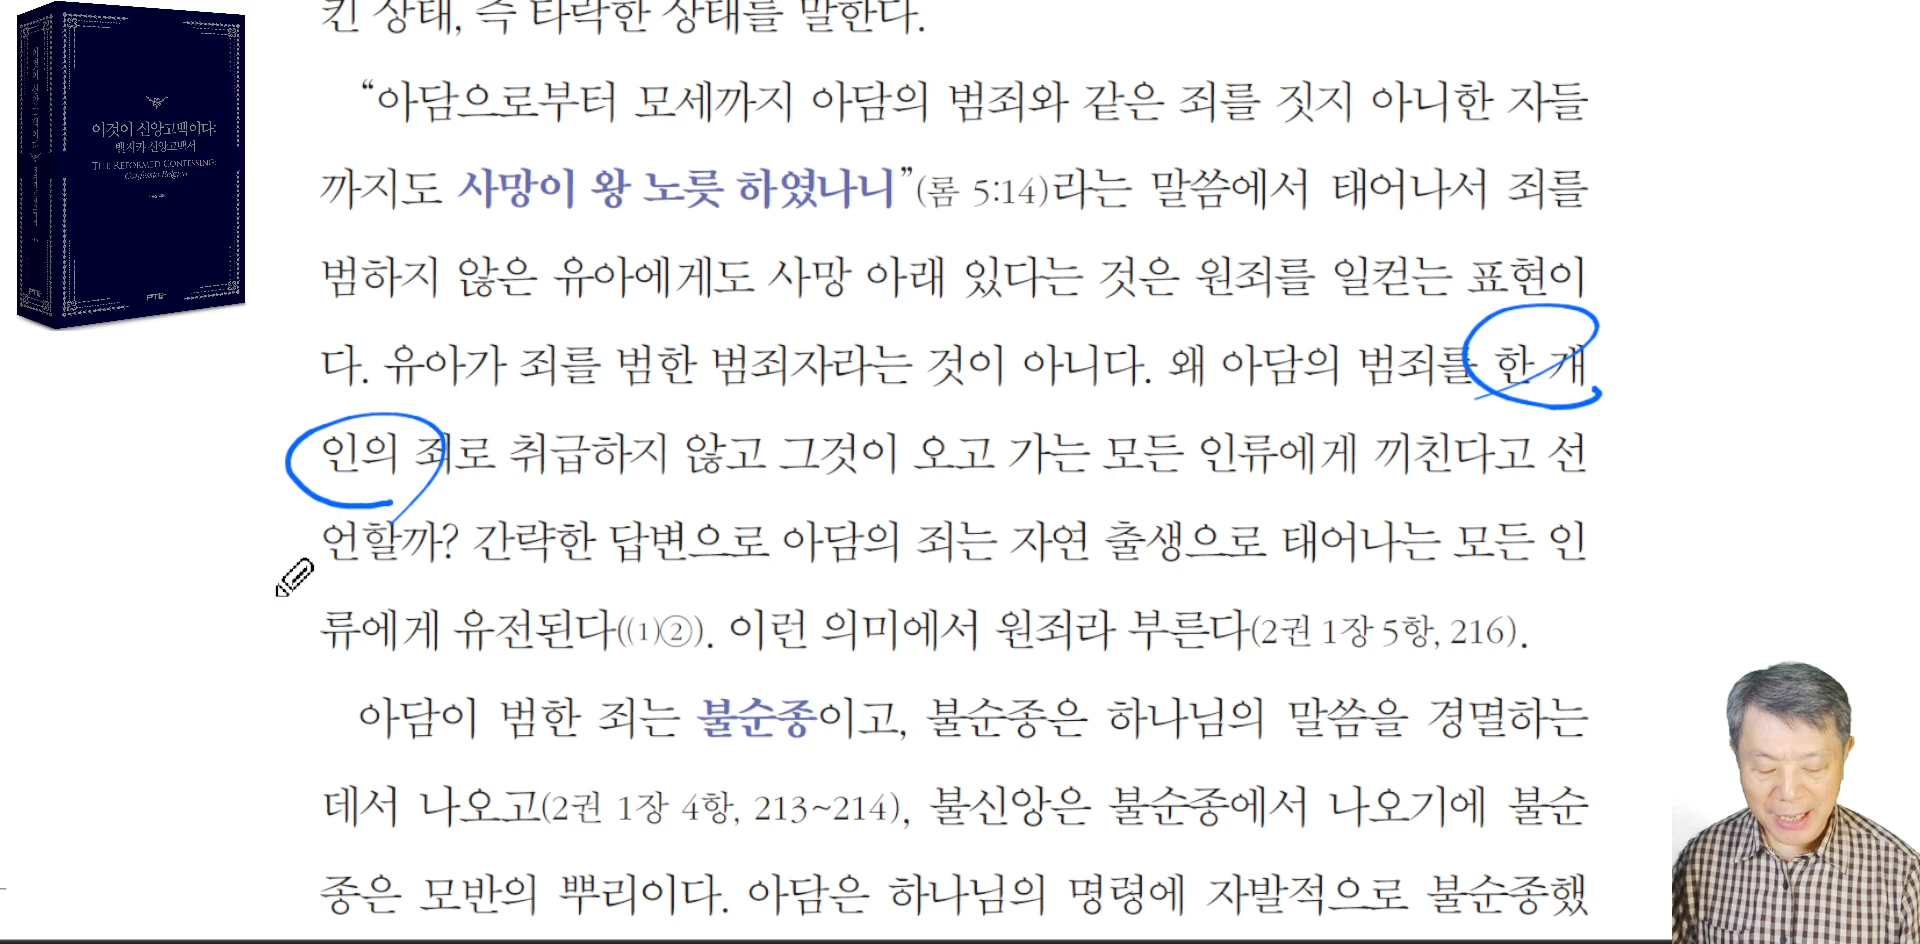 이것이 신앙고백이다:
벨지카 신앙고백서
THE REFORMED CONFESSING:
Confessio Belgica
킨 상태, 즉 타락한 상태를 말한다.
“아담으로부터 모세까지 아담의 범죄와 같은 죄를 짓지 아니한 자들
까지도 사망이 왕 노릇 하였나니”(롬 5:14)라는 말씀에서 태어나서 죄를
범하지 않은 유아에게도 사망 아래 있다는 것은 원죄를 일컫는 표현이
다. 유아가 죄를 범한 범죄자라는 것이 아니다. 왜 아담의 범죄를 한 개
인의 죄로 취급하지 않고 그것이 오고 가는 모든 인류에게 끼친다고 선
언할까? 간략한 답변으로 아담의 죄는 자연 출생으로 태어나는 모든 인
류에게 유전된다((1)②). 이런 의미에서 원죄라 부른다(2권 1장 5항, 216).
아담이 범한 죄는 불순종이고, 불순종은 하나님의 말씀을 경멸하는
데서 나오고(2권 1장 4항, 213~214), 불신앙은 불순종에서 나오기에 불순
종은 모반의 뿌리이다. 아담은 하나님의 명령에 자발적으로 불순종했